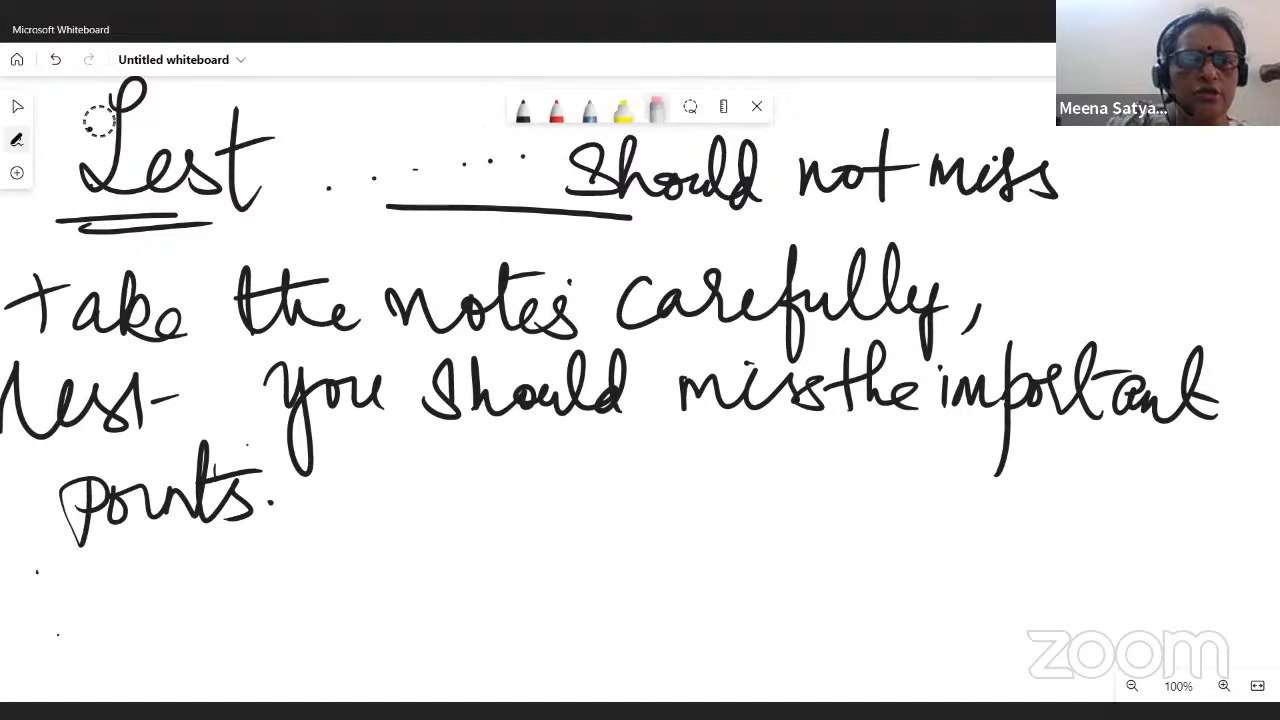 Microsoft Whiteboard
Untitled whiteboard
Meena Satya...
Lest ...... Should not miss
Take the notes carefully,
lest you should miss the important
points.
zoom
100%